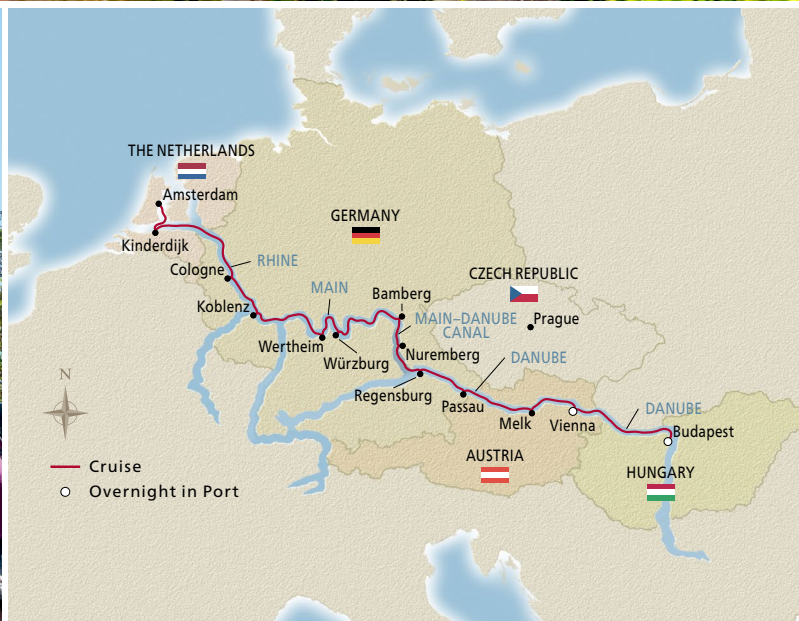 THE NETHERLANDS
Amsterdam
Kinderdijk
GERMANY
Cologne
RHINE
Koblenz
MAIN
Bamberg
CZECH REPUBLIC
Prague
MAIN–DANUBE
CANAL
Wertheim
Würzburg
Nuremberg
DANUBE
Regensburg
Passau
Melk
Vienna
DANUBE
Budapest
AUSTRIA
HUNGARY
N
Cruise
Overnight in Port